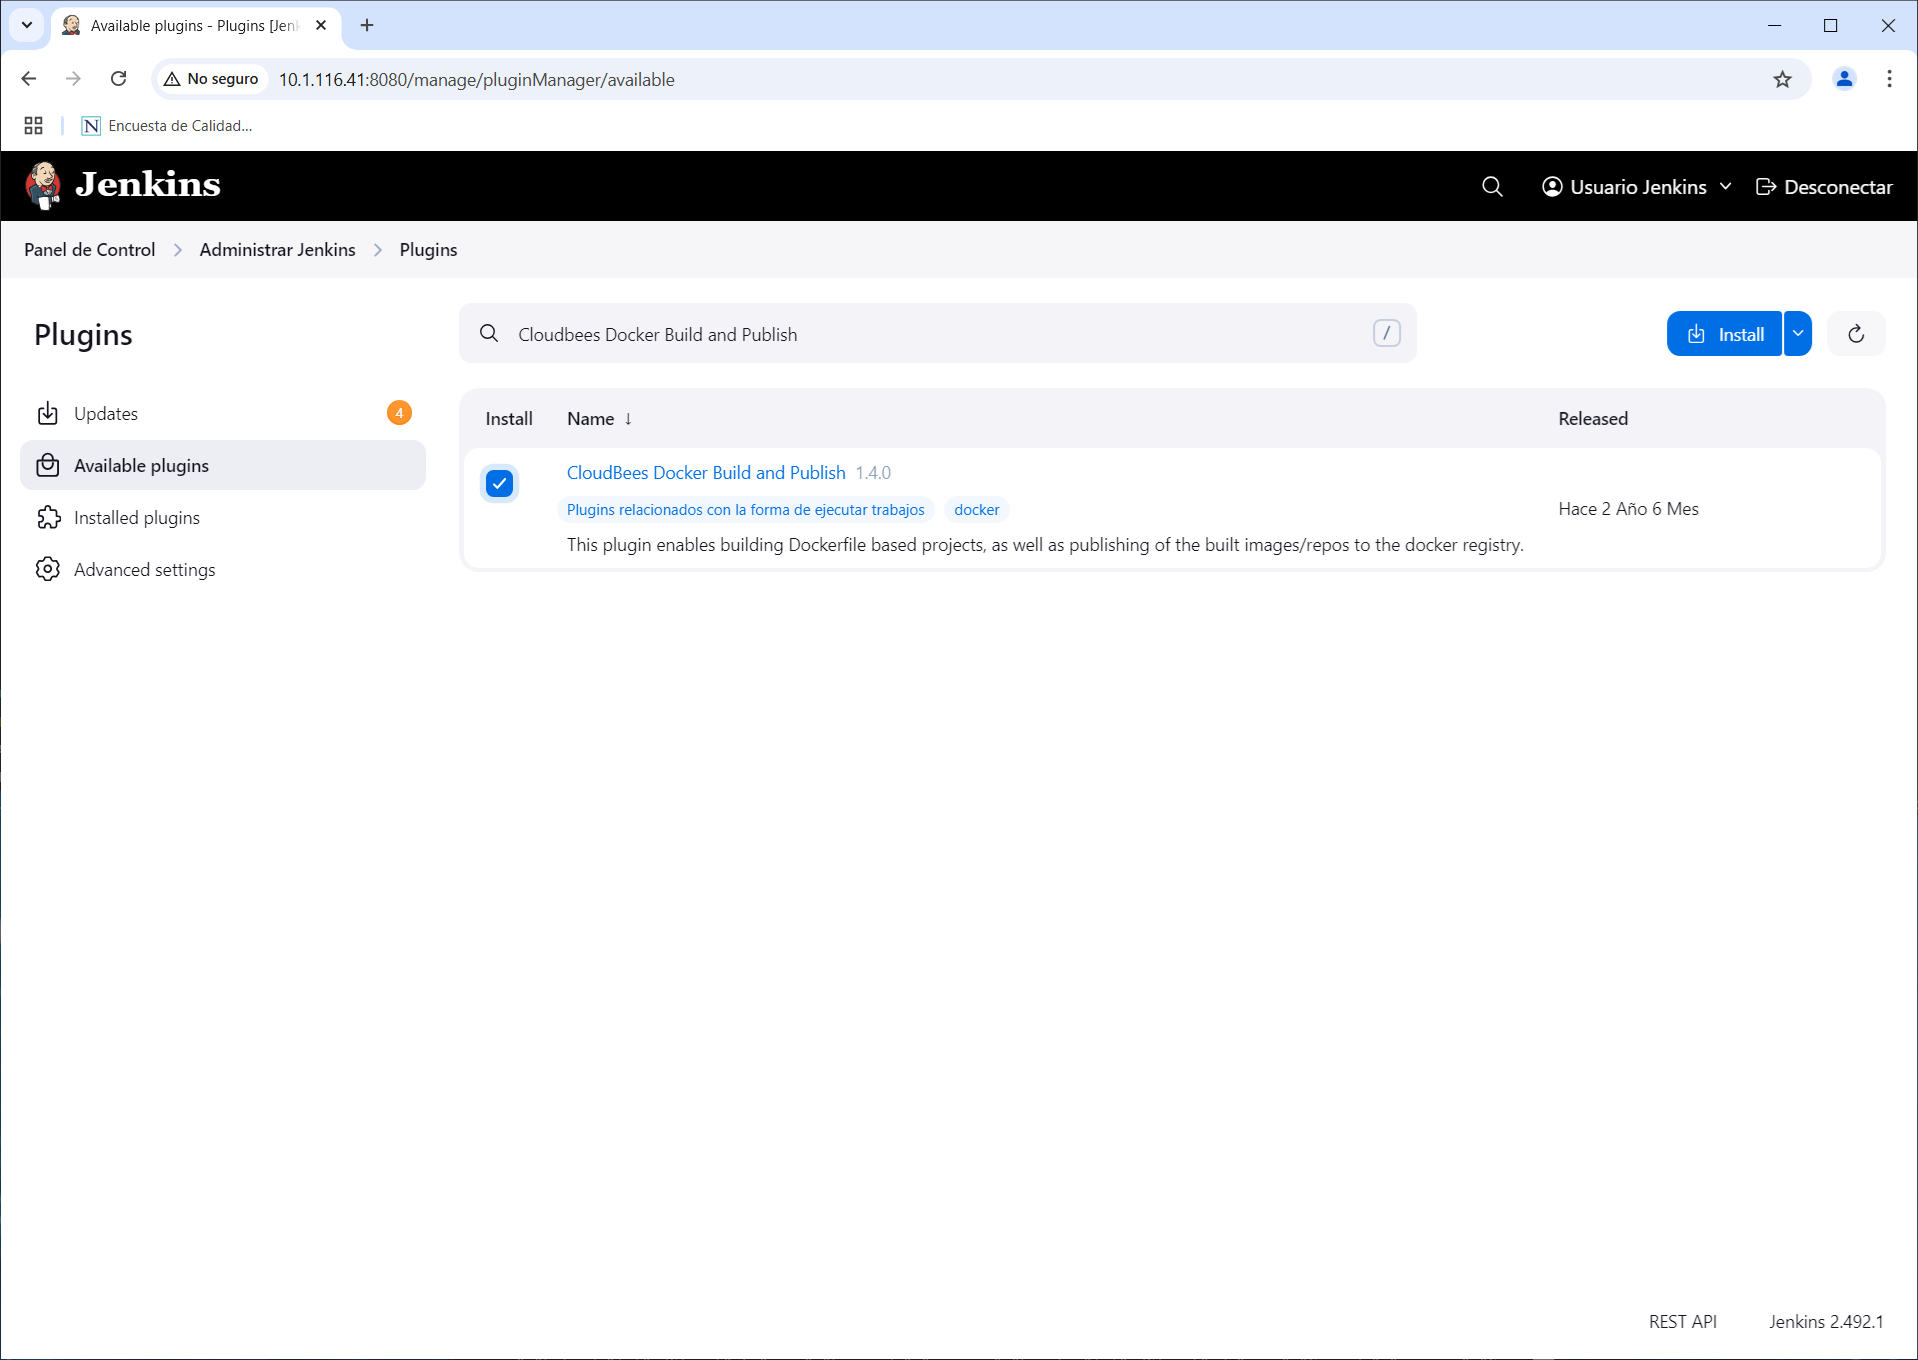 Available plugins - Plugins [Jen
No seguro
10.1.116.41:8080/manage/pluginManager/available
N Encuesta de Calidad...
Jenkins
Usuario Jenkins
Desconectar
Panel de Control
Administrar Jenkins
Plugins
Plugins
Updates
4
Available plugins
Installed plugins
Advanced settings
Cloudbees Docker Build and Publish
/
Install
Install
Name ↓
Released
CloudBees Docker Build and Publish 1.4.0
Plugins relacionados con la forma de ejecutar trabajos
docker
This plugin enables building Dockerfile based projects, as well as publishing of the built images/repos to the docker registry.
Hace 2 Año 6 Mes
REST API
Jenkins 2.492.1